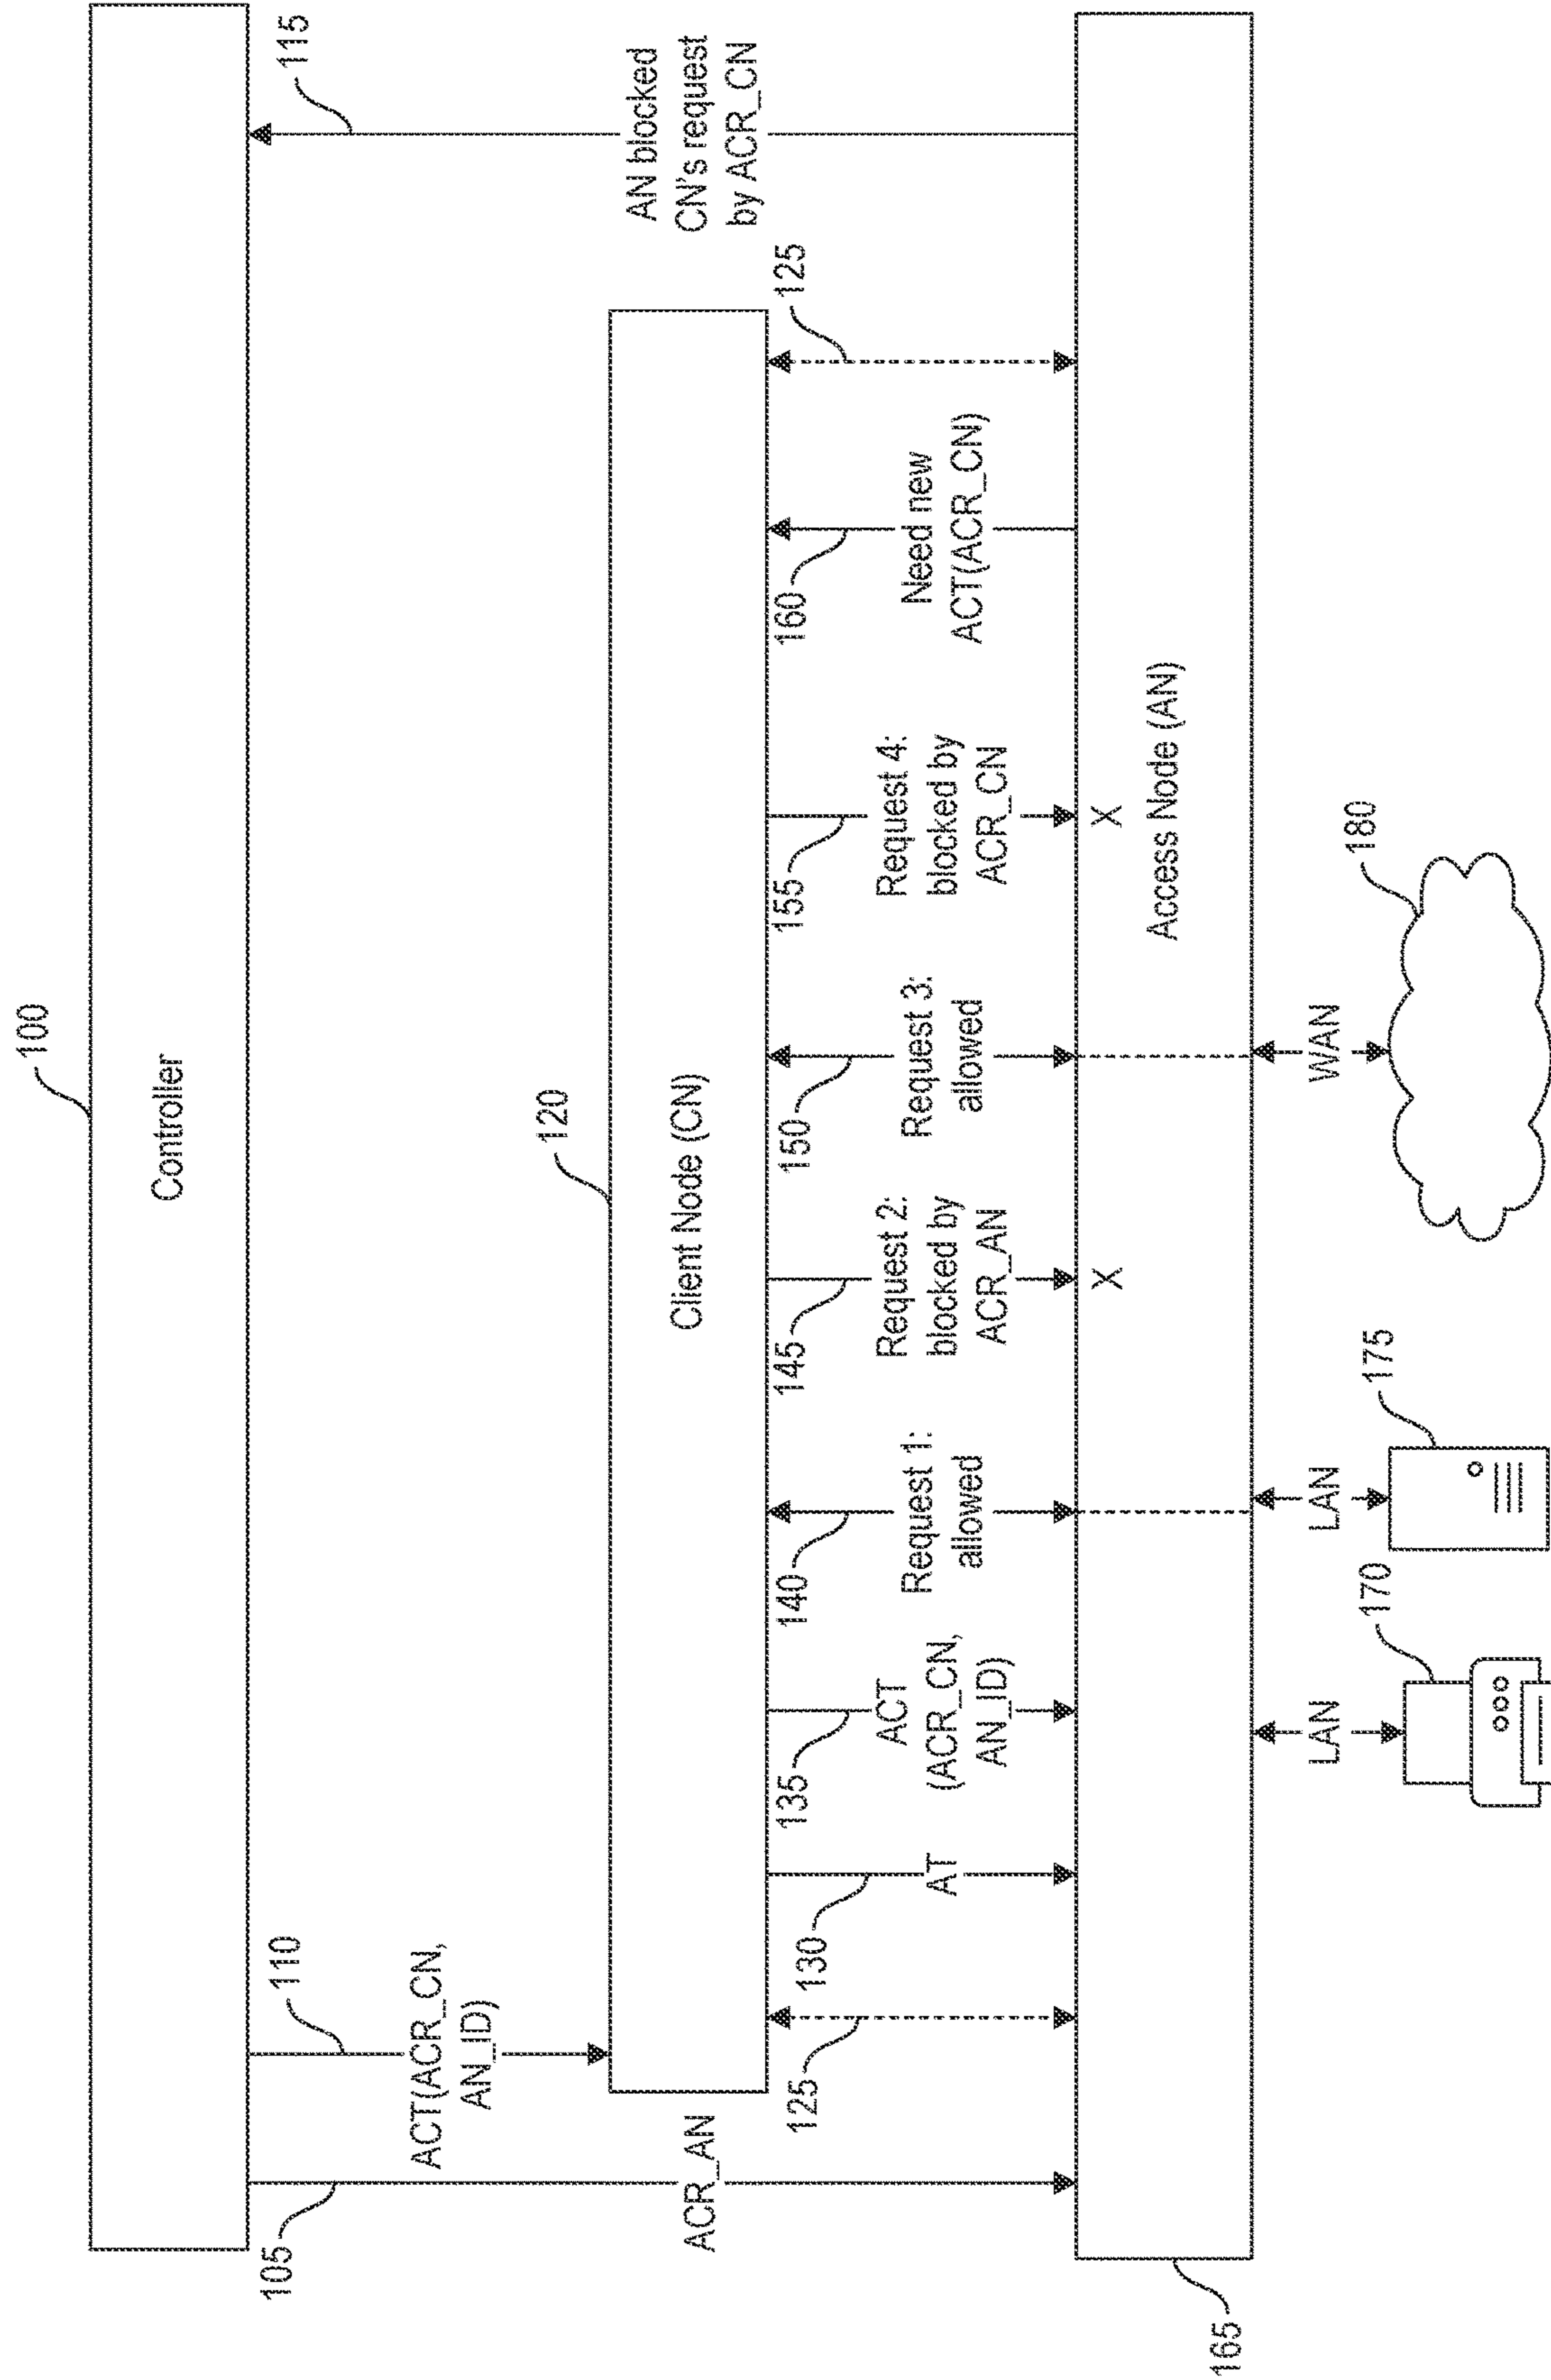 100
Controller
105
ACR_AN
110
ACT(ACR_CN,
AN_ID)
115
AN blocked
CN's request
by ACR_CN
120
Client Node (CN)
125
130
AT
135
ACT
(ACR_CN,
AN_ID)
140
Request 1:
allowed
145
Request 2:
blocked by
ACR_AN
X
150
Request 3:
allowed
155
Request 4:
blocked by
ACR_CN
X
160
Need new
ACT(ACR_CN)
125
165
Access Node (AN)
LAN
170
LAN
175
WAN
180